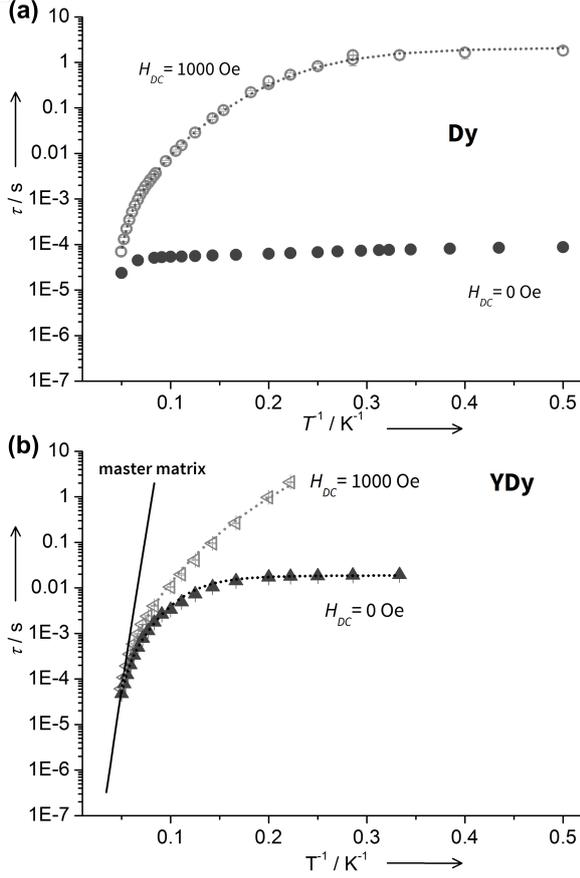 (a)
10
1
0.1
0.01
1E-3
1E-4
1E-5
1E-6
1E-7
τ / s
H_DC = 1000 Oe
Dy
H_DC = 0 Oe
0.1 0.2 0.3 0.4 0.5
T⁻¹ / K⁻¹
(b)
10
1
0.1
0.01
1E-3
1E-4
1E-5
1E-6
1E-7
τ / s
master matrix
H_DC = 1000 Oe
YDy
H_DC = 0 Oe
0.1 0.2 0.3 0.4 0.5
T⁻¹ / K⁻¹